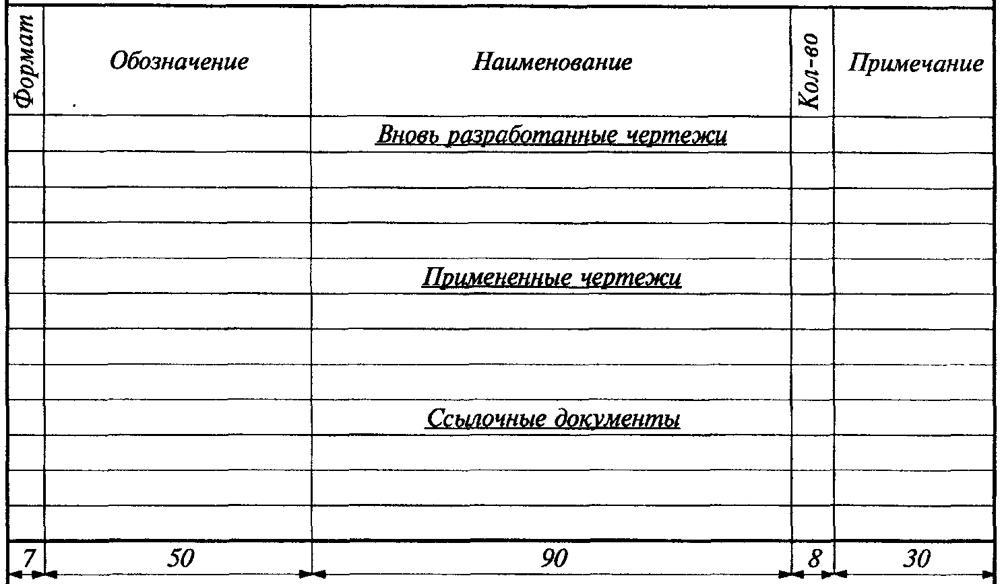 Формат
Обозначение
Наименование
Кол-во
Примечание
Вновь разработанные чертежи
Примененные чертежи
Ссылочные документы
7
50
90
8
30